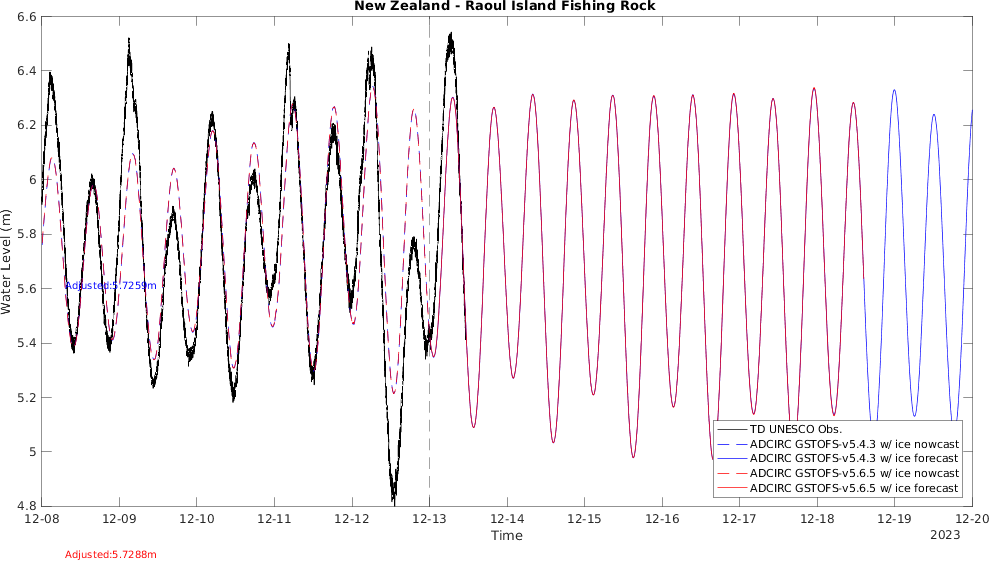 New Zealand - Raoul Island Fishing Rock
6.6
6.4
6.2
6
5.8
5.6
5.4
5.2
5
4.8
Water Level (m)
Adjusted:5.7259m
TD UNESCO Obs.
ADCIRC GSTOFS-v5.4.3 w/ ice nowcast
ADCIRC GSTOFS-v5.4.3 w/ ice forecast
ADCIRC GSTOFS-v5.6.5 w/ ice nowcast
ADCIRC GSTOFS-v5.6.5 w/ ice forecast
12-08 12-09 12-10 12-11 12-12 12-13 12-14 12-15 12-16 12-17 12-18 12-19 12-20
Time
2023
Adjusted:5.7288m